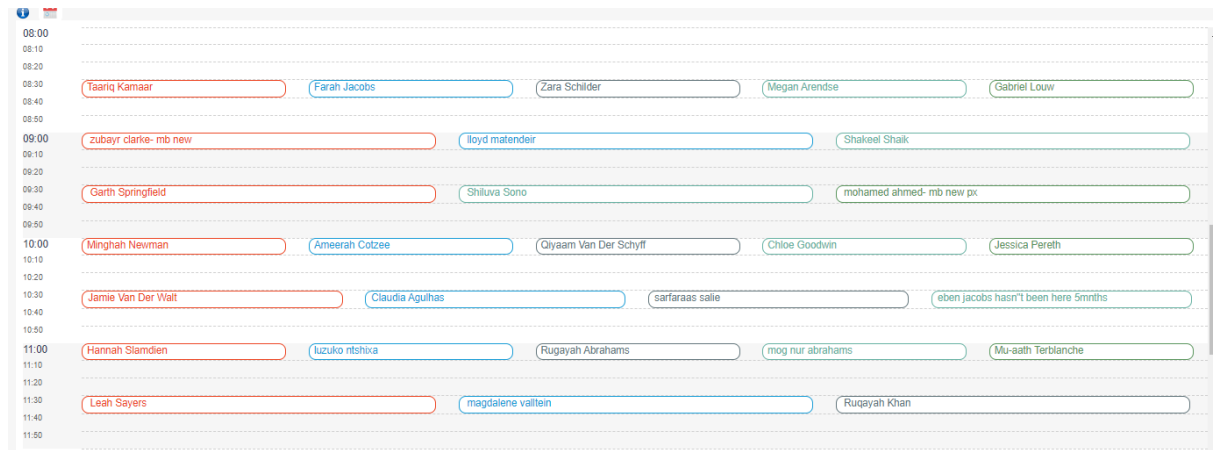 08:00
08:10
08:20
08:30 Taariq Kamaar Farah Jacobs Zara Schilder Megan Arendse Gabriel Louw
08:40
08:50
09:00 zubayr clarke- mb new lloyd matendeir Shakeel Shaik
09:10
09:20
09:30 Garth Springfield Shiluva Sono mohamed ahmed- mb new px
09:40
09:50
10:00 Minghah Newman Ameerah Cotzee Qiyaam Van Der Schyff Chloe Goodwin Jessica Pereth
10:10
10:20
10:30 Jamie Van Der Walt Claudia Agulhas sarfaraas salie eben jacobs hasn"t been here 5mnths
10:40
10:50
11:00 Hannah Slamdien luzuko ntshixa Rugayah Abrahams mog nur abrahams Mu-aath Terblanche
11:10
11:20
11:30 Leah Sayers magdalene valltein Ruqayah Khan
11:40
11:50